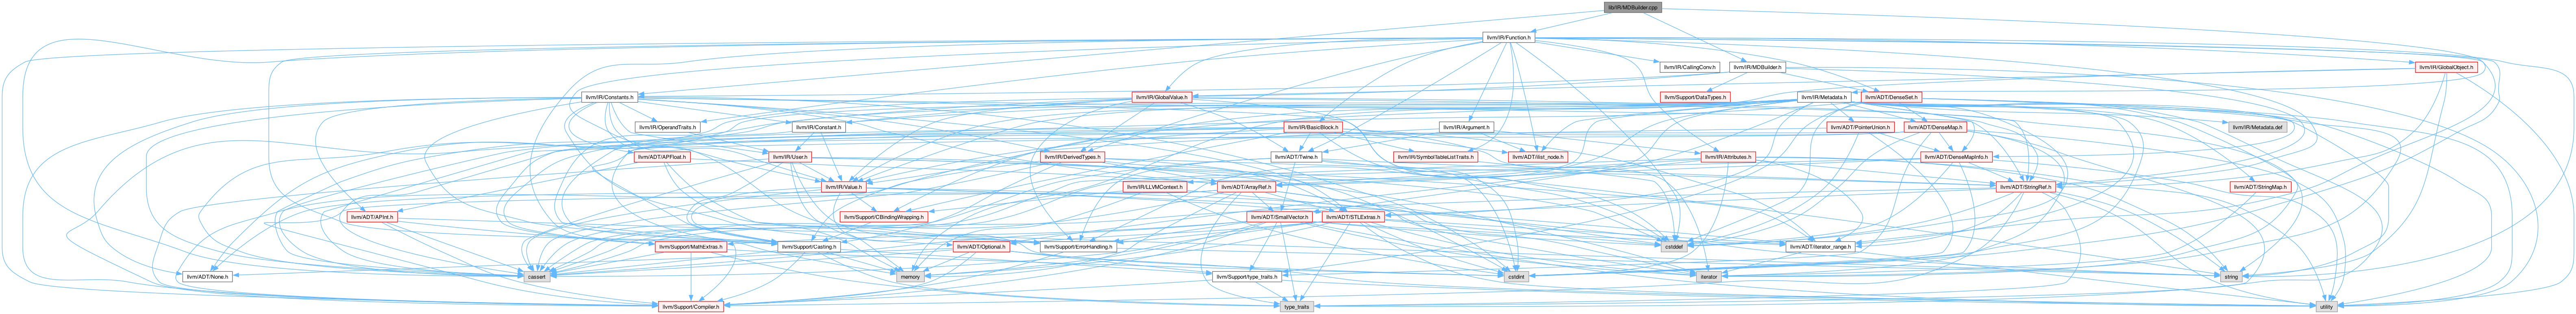 lib/IR/MDBuilder.cpp
llvm/IR/Function.h
llvm/IR/CallingConv.h
llvm/IR/MDBuilder.h
llvm/IR/GlobalObject.h
llvm/IR/Constants.h
llvm/IR/GlobalValue.h
llvm/Support/DataTypes.h
llvm/IR/Metadata.h
llvm/ADT/DenseSet.h
llvm/IR/OperandTraits.h
llvm/IR/Constant.h
llvm/IR/BasicBlock.h
llvm/IR/Argument.h
llvm/ADT/PointerUnion.h
llvm/ADT/DenseMap.h
llvm/IR/Metadata.def
llvm/ADT/APFloat.h
llvm/IR/User.h
llvm/IR/DerivedTypes.h
llvm/ADT/Twine.h
llvm/IR/SymbolTableListTraits.h
llvm/ADT/ilist_node.h
llvm/IR/Attributes.h
llvm/ADT/DenseMapInfo.h
llvm/IR/Value.h
llvm/IR/LLVMContext.h
llvm/ADT/ArrayRef.h
llvm/ADT/StringRef.h
llvm/ADT/StringMap.h
llvm/ADT/APInt.h
llvm/Support/CBindingWrapping.h
llvm/ADT/SmallVector.h
llvm/ADT/STLExtras.h
llvm/Support/MathExtras.h
llvm/Support/Casting.h
llvm/ADT/Optional.h
llvm/Support/ErrorHandling.h
cstddef
llvm/ADT/iterator_range.h
llvm/ADT/None.h
cassert
memory
llvm/Support/type_traits.h
cstdint
iterator
string
llvm/Support/Compiler.h
type_traits
utility